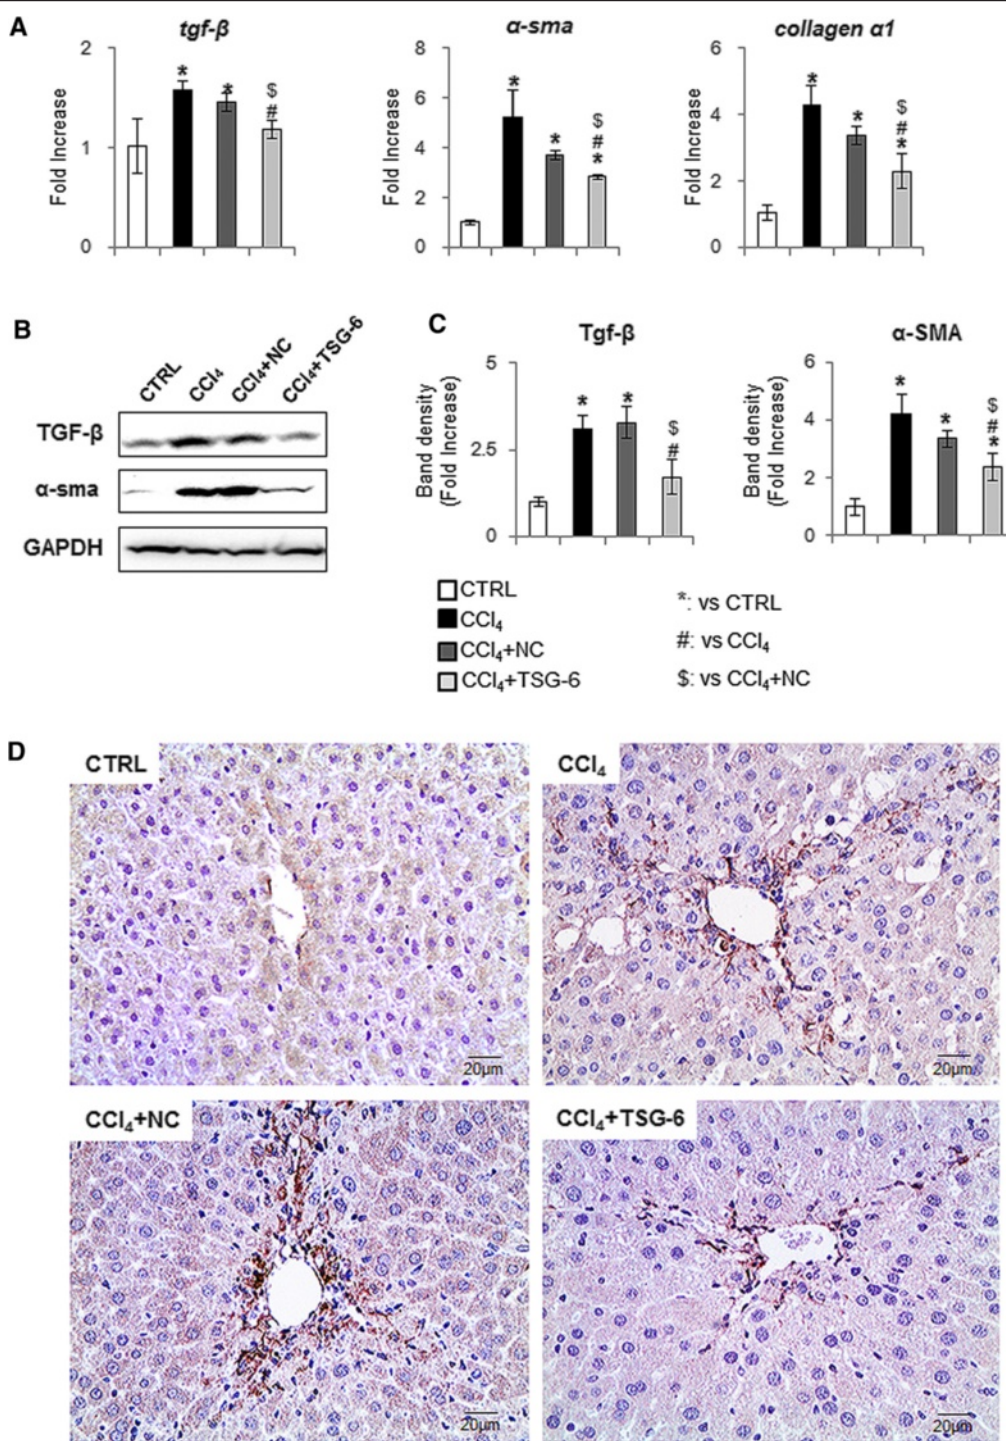 A
tgf-β
α-sma
collagen α1
Fold Increase
2
1
0
*
*
$
#
Fold Increase
8
6
4
2
0
*
*
$
#
*
Fold Increase
6
4
2
0
*
*
$
#
*
B
CTRL
CCl₄
CCl₄+NC
CCl₄+TSG-6
TGF-β
α-sma
GAPDH
C
Tgf-β
α-SMA
Band density
(Fold Increase)
5
2.5
0
*
*
$
#
Band density
(Fold Increase)
6
4
2
0
*
*
$
#
*
CTRL
CCl₄
CCl₄+NC
CCl₄+TSG-6
*: vs CTRL
#: vs CCl₄
$: vs CCl₄+NC
D
CTRL
20μm
CCl₄
20μm
CCl₄+NC
20μm
CCl₄+TSG-6
20μm